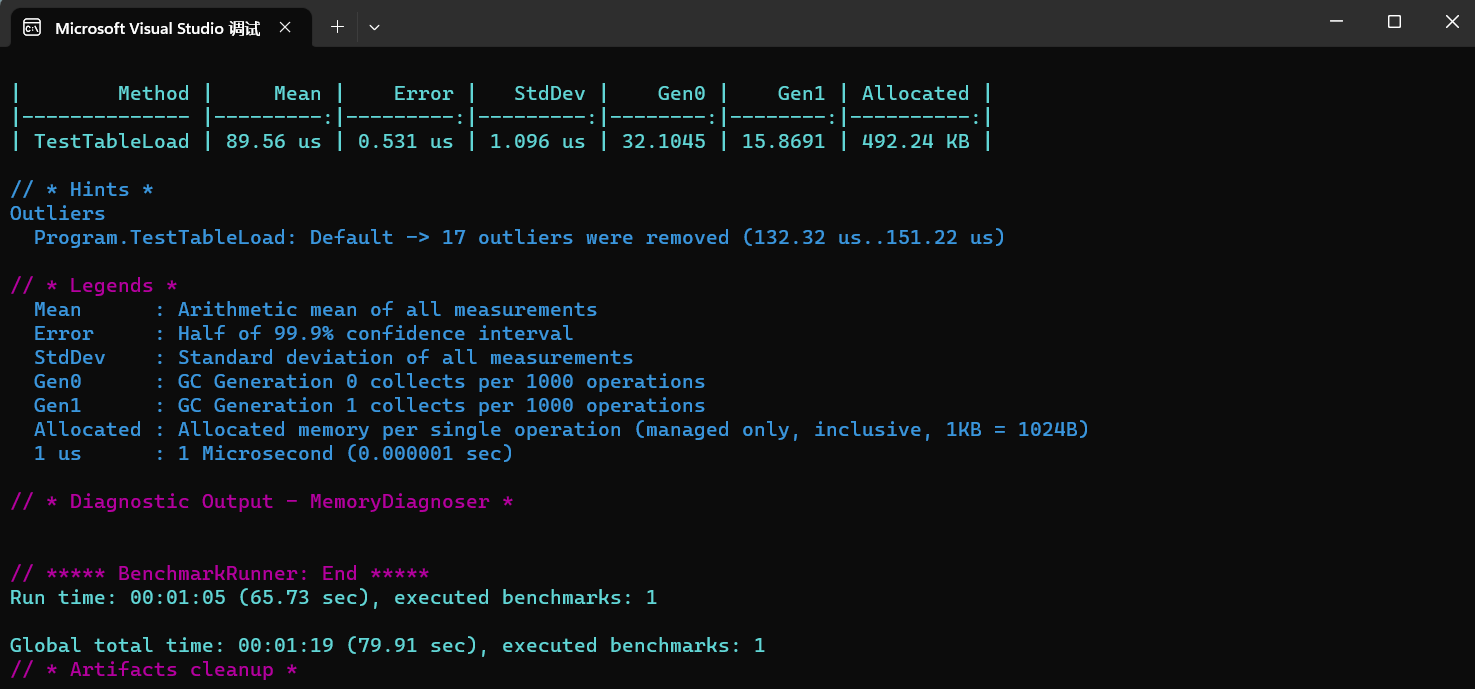 Microsoft Visual Studio 调试
|        Method |     Mean |    Error |   StdDev |    Gen0 |    Gen1 | Allocated |
|-------------- |---------:|---------:|---------:|--------:|--------:|----------:|
| TestTableLoad | 89.56 us | 0.531 us | 1.096 us | 32.1045 | 15.8691 | 492.24 KB |
// * Hints *
Outliers
  Program.TestTableLoad: Default -> 17 outliers were removed (132.32 us..151.22 us)
// * Legends *
  Mean      : Arithmetic mean of all measurements
  Error     : Half of 99.9% confidence interval
  StdDev    : Standard deviation of all measurements
  Gen0      : GC Generation 0 collects per 1000 operations
  Gen1      : GC Generation 1 collects per 1000 operations
  Allocated : Allocated memory per single operation (managed only, inclusive, 1KB = 1024B)
  1 us      : 1 Microsecond (0.000001 sec)
// * Diagnostic Output - MemoryDiagnoser *
// ***** BenchmarkRunner: End *****
Run time: 00:01:05 (65.73 sec), executed benchmarks: 1
Global total time: 00:01:19 (79.91 sec), executed benchmarks: 1
// * Artifacts cleanup *